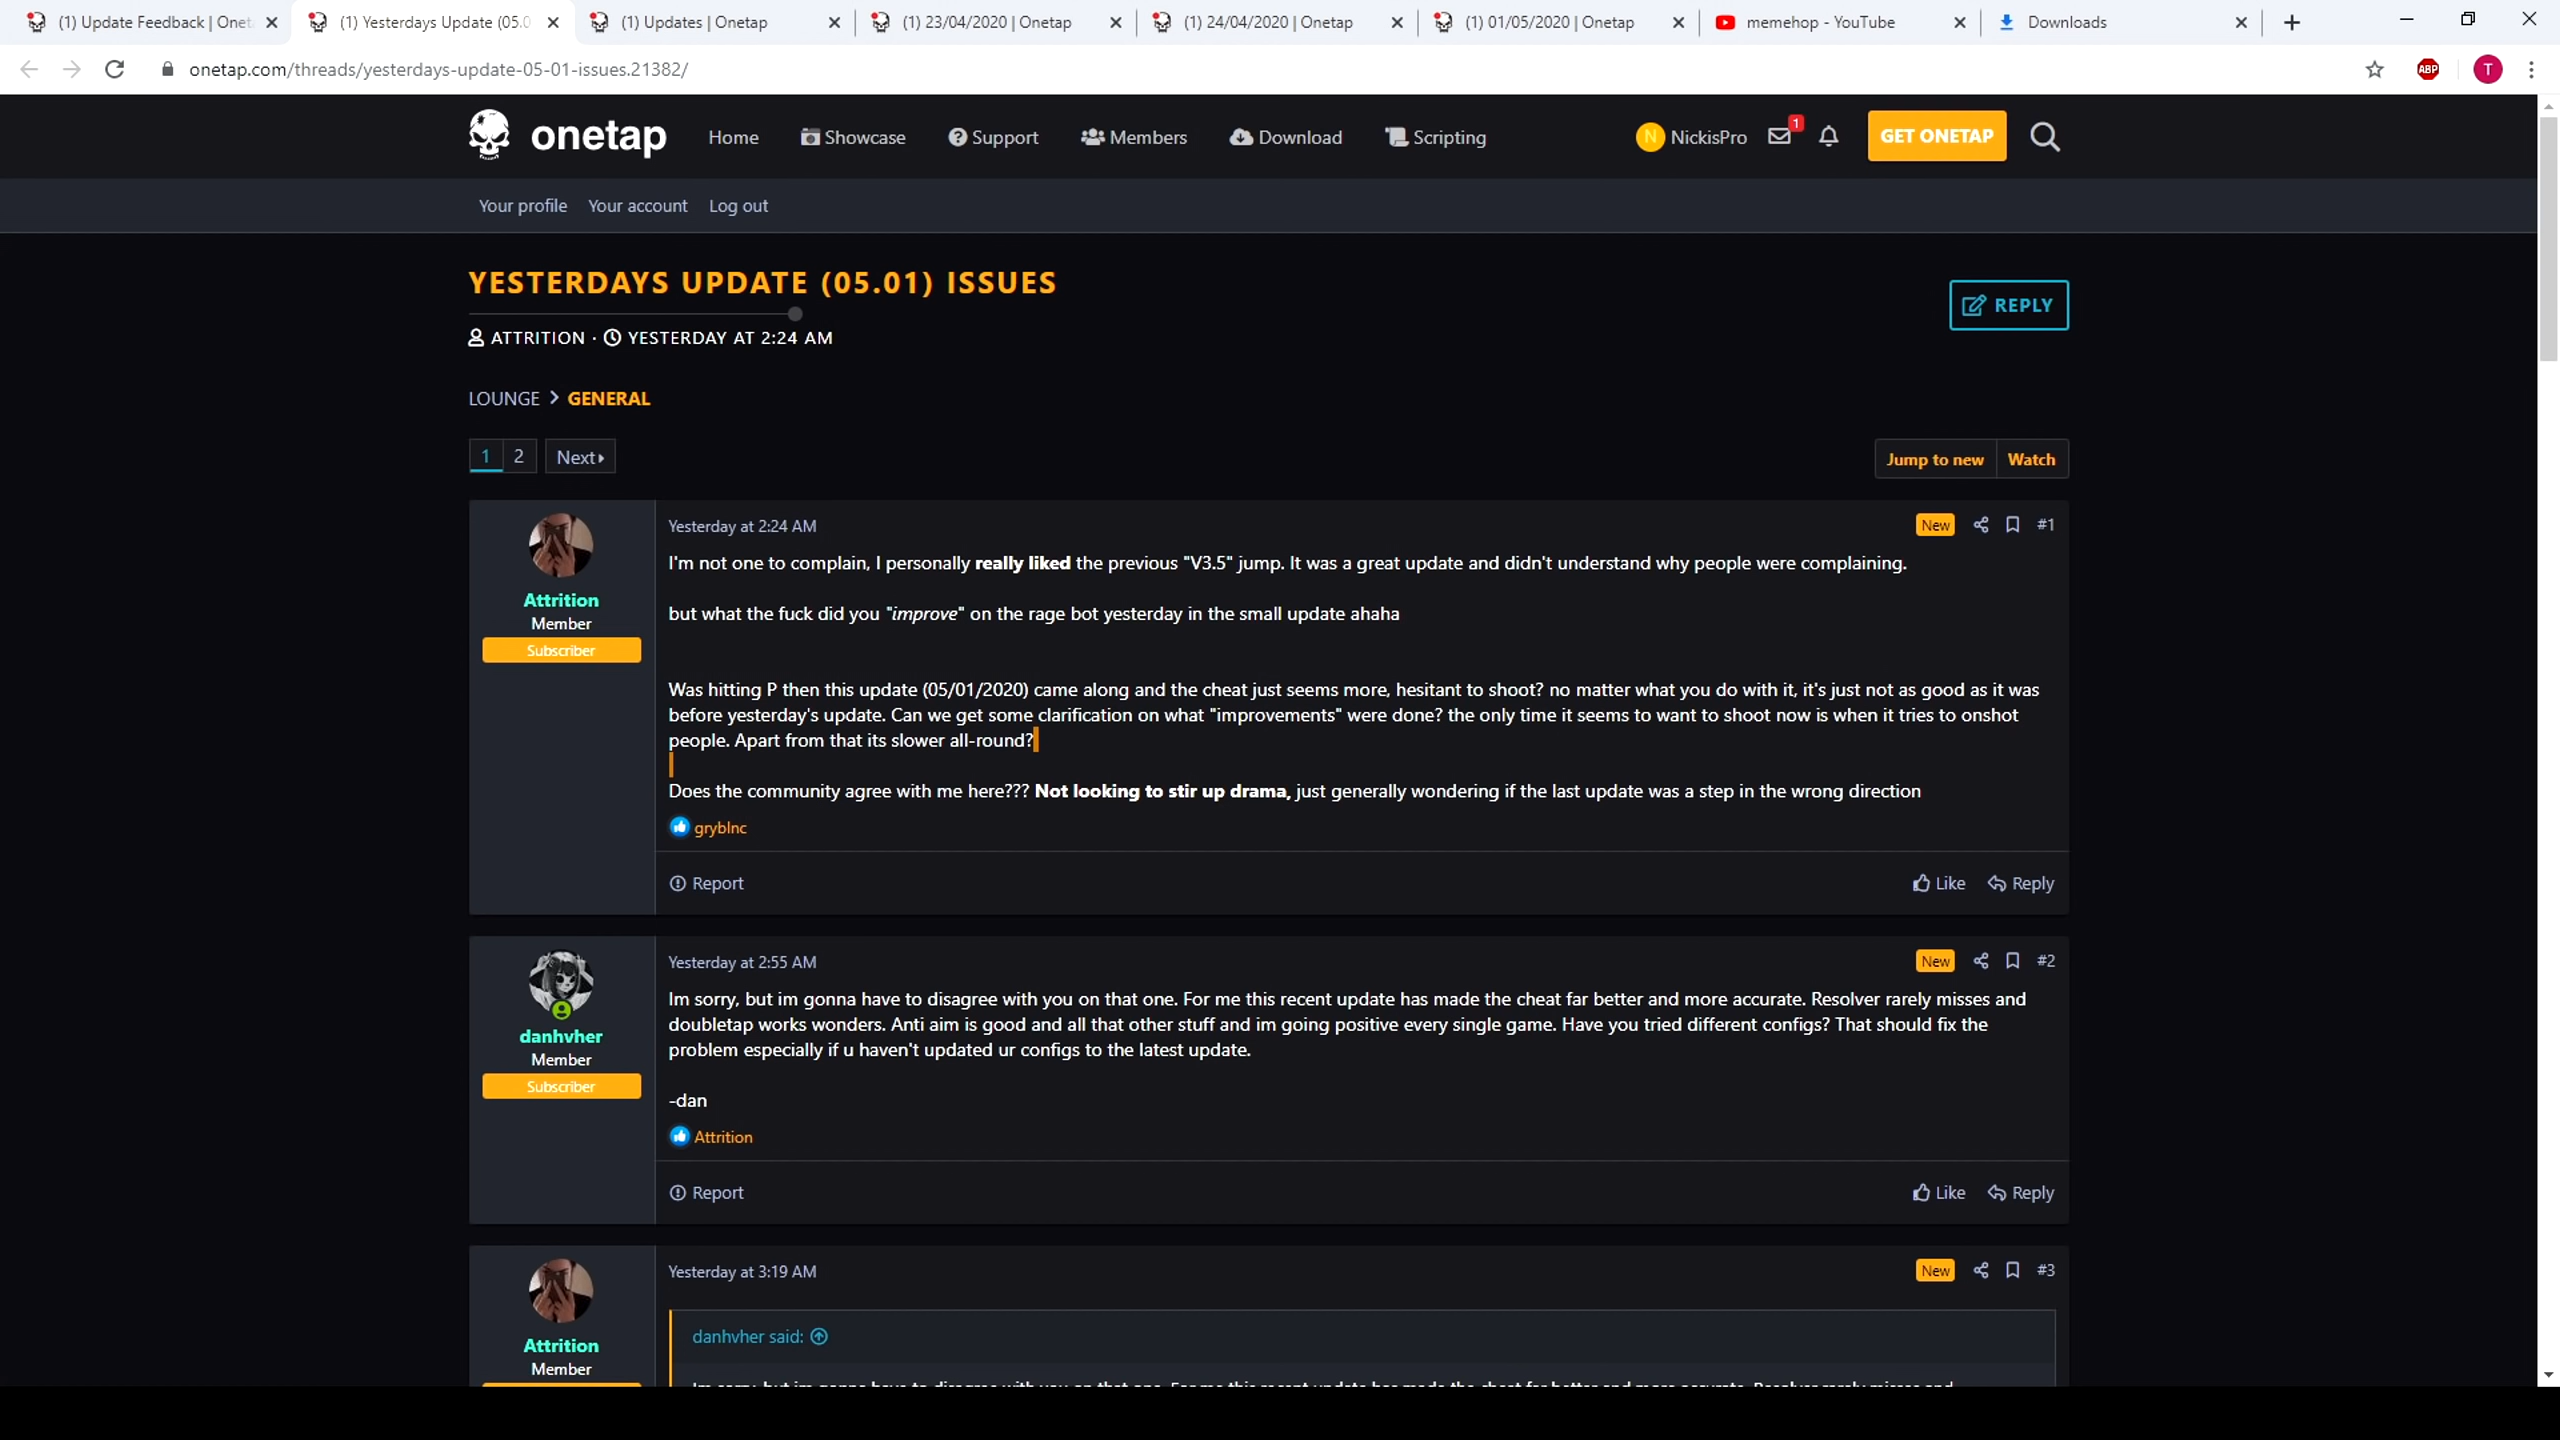 (1) Update Feedback | Onet
(1) Yesterdays Update (05.0
(1) Updates | Onetap
(1) 23/04/2020 | Onetap
(1) 24/04/2020 | Onetap
(1) 01/05/2020 | Onetap
memehop - YouTube
Downloads
onetap.com/threads/yesterdays-update-05-01-issues.21382/
ABP
T
onetap
Home
Showcase
Support
Members
Download
Scripting
N NickisPro
1
GET ONETAP
Your profile
Your account
Log out
YESTERDAYS UPDATE (05.01) ISSUES
REPLY
ATTRITION · YESTERDAY AT 2:24 AM
LOUNGE > GENERAL
1 2 Next
Jump to new
Watch
Attrition
Member
Subscriber
Yesterday at 2:24 AM
New #1
I'm not one to complain, I personally really liked the previous "V3.5" jump. It was a great update and didn't understand why people were complaining.
but what the fuck did you "improve" on the rage bot yesterday in the small update ahaha
Was hitting P then this update (05/01/2020) came along and the cheat just seems more, hesitant to shoot? no matter what you do with it, it's just not as good as it was
before yesterday's update. Can we get some clarification on what "improvements" were done? the only time it seems to want to shoot now is when it tries to onshot
people. Apart from that its slower all-round?
Does the community agree with me here??? Not looking to stir up drama, just generally wondering if the last update was a step in the wrong direction
gryblnc
Report
Like
Reply
danhvher
Member
Subscriber
Yesterday at 2:55 AM
New #2
Im sorry, but im gonna have to disagree with you on that one. For me this recent update has made the cheat far better and more accurate. Resolver rarely misses and
doubletap works wonders. Anti aim is good and all that other stuff and im going positive every single game. Have you tried different configs? That should fix the
problem especially if u haven't updated ur configs to the latest update.
-dan
Attrition
Report
Like
Reply
Attrition
Member
Yesterday at 3:19 AM
New #3
danhvher said: